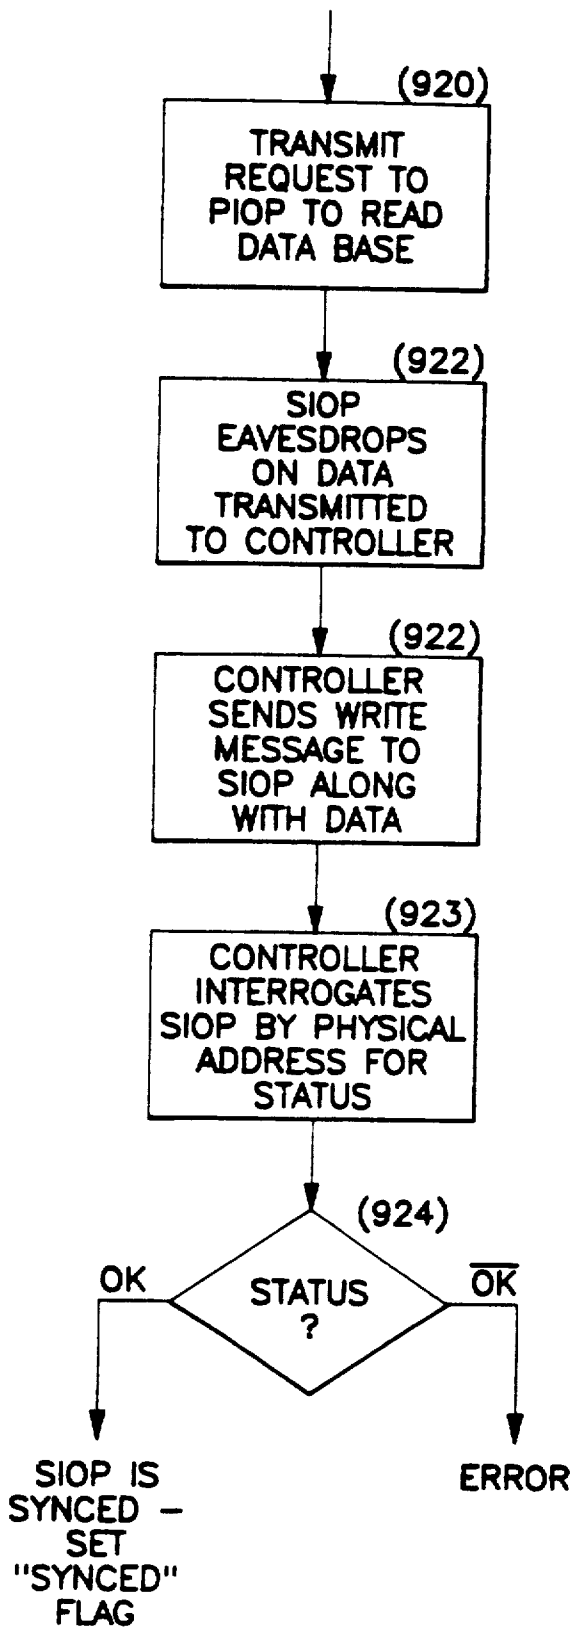 (920)
TRANSMIT
REQUEST TO
PIOP TO READ
DATA BASE
(922)
SIOP
EAVESDROPS
ON DATA
TRANSMITTED
TO CONTROLLER
(922)
CONTROLLER
SENDS WRITE
MESSAGE TO
SIOP ALONG
WITH DATA
(923)
CONTROLLER
INTERROGATES
SIOP BY PHYSICAL
ADDRESS FOR
STATUS
(924)
STATUS
?
OK
O̅K̅
SIOP IS
SYNCED –
SET
"SYNCED"
FLAG
ERROR